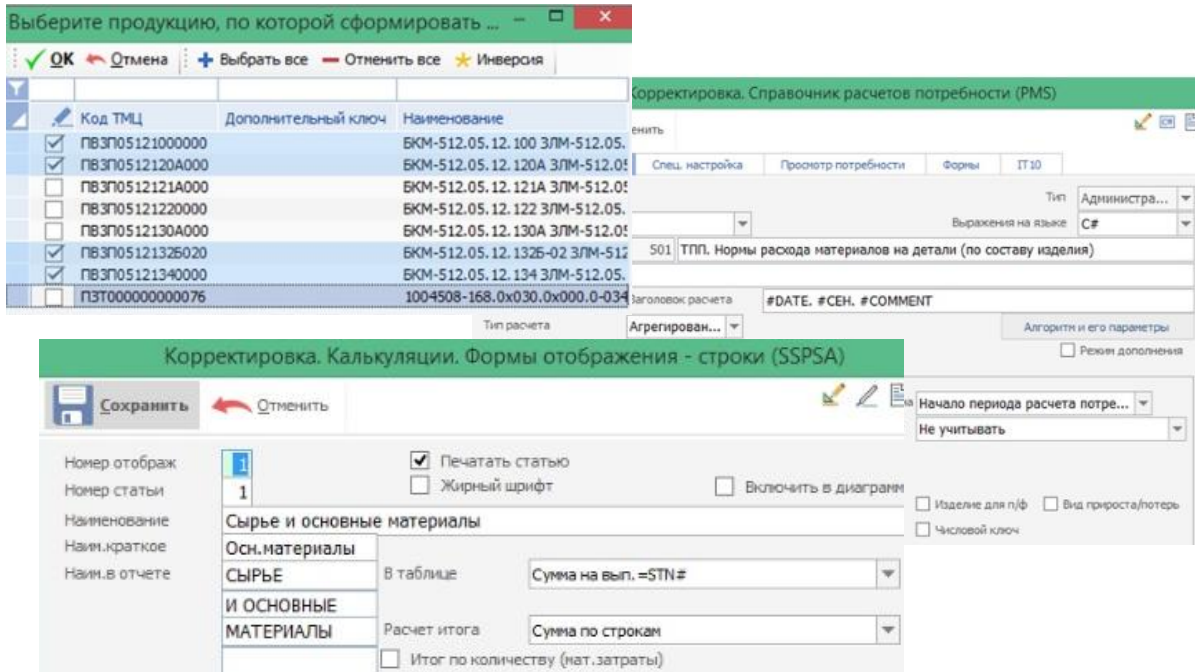 Выберите продукцию, по которой сформировать ...
OK Отмена Выбрать все Отменить все Инверсия
Код ТМЦ Дополнительный ключ Наименование
ПВЗП05121000000 БКМ-512.05.12.100 ЗЛМ-512.05.
ПВЗП0512120А000 БКМ-512.05.12.120А ЗЛМ-512.05
ПВЗП0512121А000 БКМ-512.05.12.121А ЗЛМ-512.05
ПВЗП05121220000 БКМ-512.05.12.122 ЗЛМ-512.05.
ПВЗП0512130А000 БКМ-512.05.12.130А ЗЛМ-512.05
ПВЗП0512132Б020 БКМ-512.05.12.132Б-02 ЗЛМ-512
ПВЗП05121340000 БКМ-512.05.12.134 ЗЛМ-512.05.
ПЗТ000000000076 1004508-168.0х030.0х000.0-034
Корректировка. Справочник расчетов потребности (PMS)
енить
Спец. настройка Просмотр потребности Формы IT10
Тип Администра...
Выражения на языке C#
501 ТПП. Нормы расхода материалов на детали (по составу изделия)
Заголовок расчета #DATE. #CEH. #COMMENT
Тип расчета Агрегирован... Алгоритм и его параметры
Режим дополнения
Начало периода расчета потре...
Не учитывать
Изделие для п/ф Вид прироста/потерь
Числовой ключ
Корректировка. Калькуляции. Формы отображения - строки (SSPSA)
Сохранить Отменить
Номер отображ 1 Печатать статью
Номер статьи 1 Жирный шрифт Включить в диаграмм
Наименование Сырье и основные материалы
Наим.краткое Осн.материалы
Наим.в отчете СЫРЬЕ В таблице Сумма на вып. =STN#
И ОСНОВНЫЕ
МАТЕРИАЛЫ Расчет итога Сумма по строкам
Итог по количеству (мат.затраты)